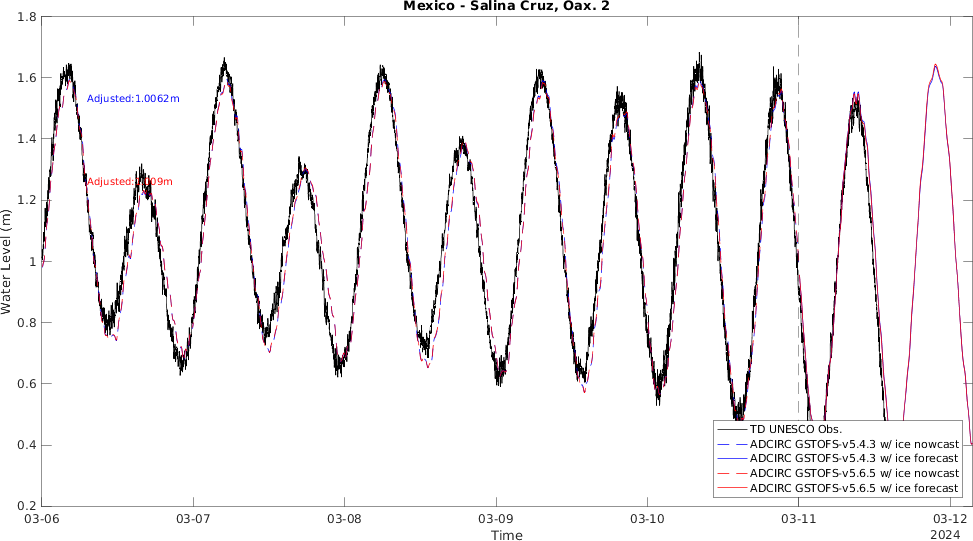 Mexico - Salina Cruz, Oax. 2
1.8
1.6
1.4
1.2
1
0.8
0.6
0.4
0.2
Water Level (m)
Adjusted:1.0062m
TD UNESCO Obs.
ADCIRC GSTOFS-v5.4.3 w/ ice nowcast
ADCIRC GSTOFS-v5.4.3 w/ ice forecast
ADCIRC GSTOFS-v5.6.5 w/ ice nowcast
ADCIRC GSTOFS-v5.6.5 w/ ice forecast
03-06
03-07
03-08
03-09
03-10
03-11
03-12
Time
2024